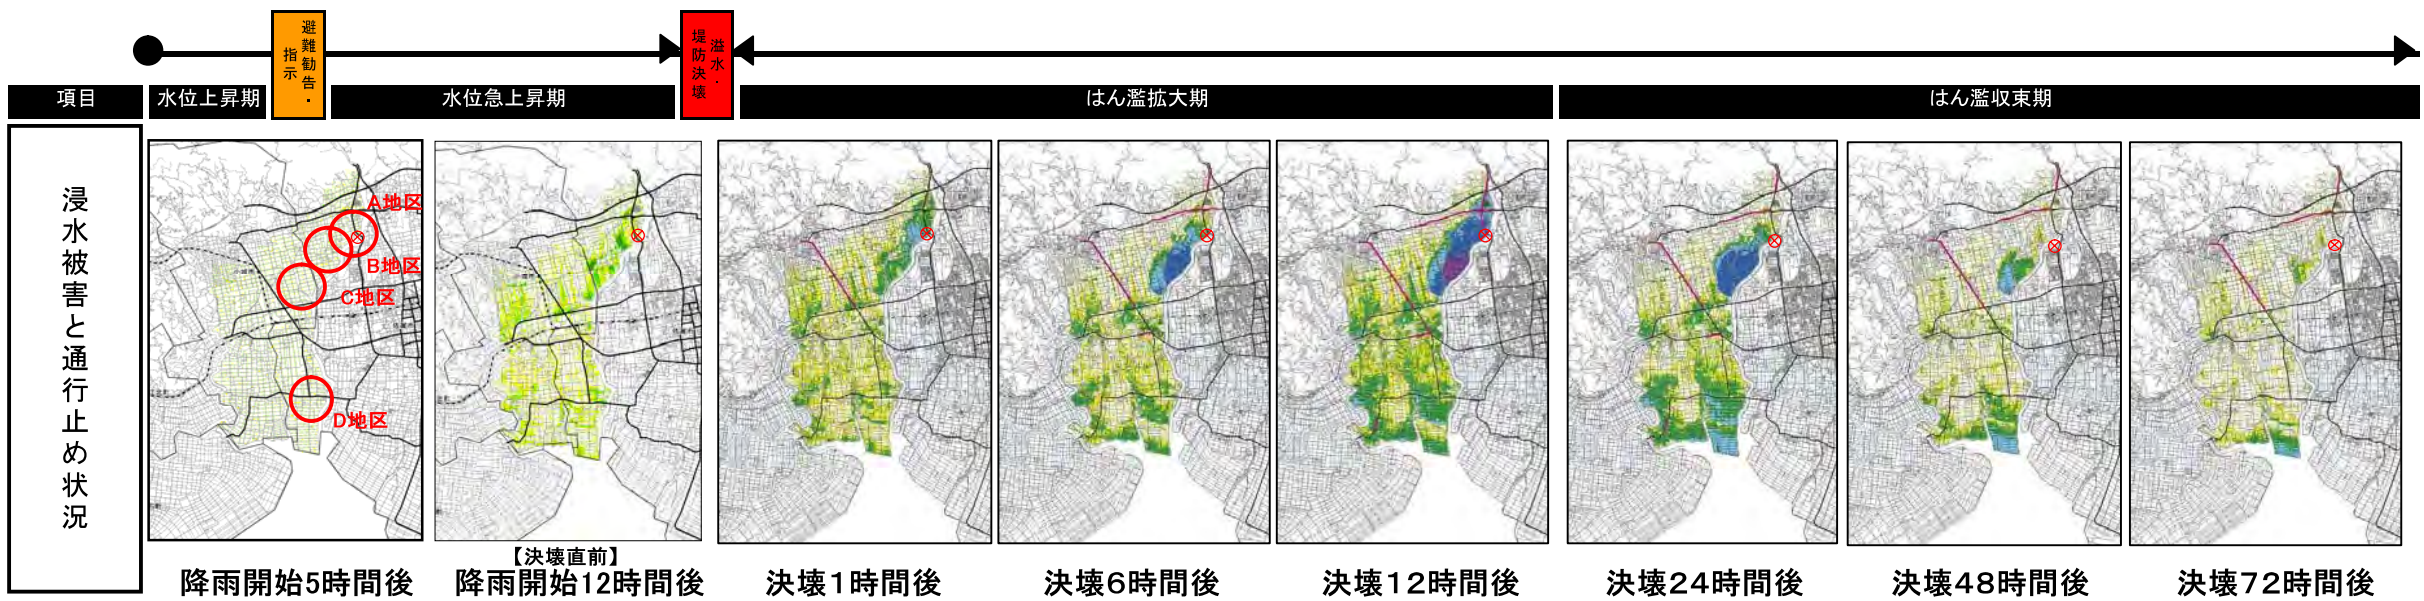 避難勧告・
指示
溢水・
堤防決壊
項目
水位上昇期
水位急上昇期
はん濫拡大期
はん濫収束期
浸水被害と通行止め状況
A地区
B地区
C地区
D地区
【決壊直前】
降雨開始5時間後
降雨開始12時間後
決壊1時間後
決壊6時間後
決壊12時間後
決壊24時間後
決壊48時間後
決壊72時間後